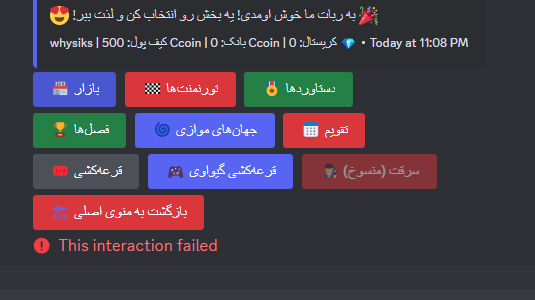 🎉 به ربات ما خوش اومدی! یه بخش رو انتخاب کن و لذت ببر! 😍
whysiks | کیف پول: 500 Ccoin | بانک: 0 Ccoin | کریستال: 0 💎 • Today at 11:08 PM
بازار 🏪
تورنمنت‌ها 🏁
دستاوردها 🏅
فصل‌ها 🏆
جهان‌های موازی 🌀
تقویم 📅
قرعه‌کشی 🎟️
قرعه‌کشی گیواوی 🎮
سرقت (منسوخ) 🕵️
بازگشت به منوی اصلی 🔙
This interaction failed